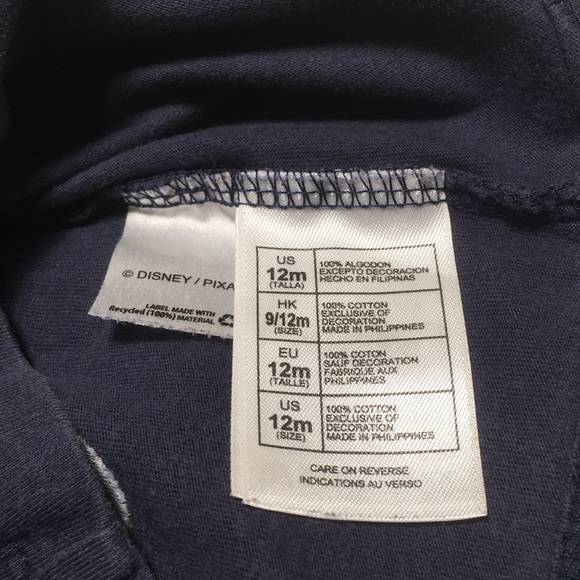 © DISNEY / PIXA
LABEL MADE WITH
Recycled (100%) MATERIAL
US
12m
(TALLA)
100% ALGODON
EXCEPTO DECORACION
HECHO EN FILIPINAS
HK
9/12m
(SIZE)
100% COTTON
EXCLUSIVE OF
DECORATION
MADE IN PHILIPPINES
EU
12m
(TAILLE)
100% COTON
SAUF DECORATION
FABRIQUE AUX
PHILIPPINES
US
12m
(SIZE)
100% COTTON
EXCLUSIVE OF
DECORATION
MADE IN PHILIPPINES
CARE ON REVERSE
INDICATIONS AU VERSO